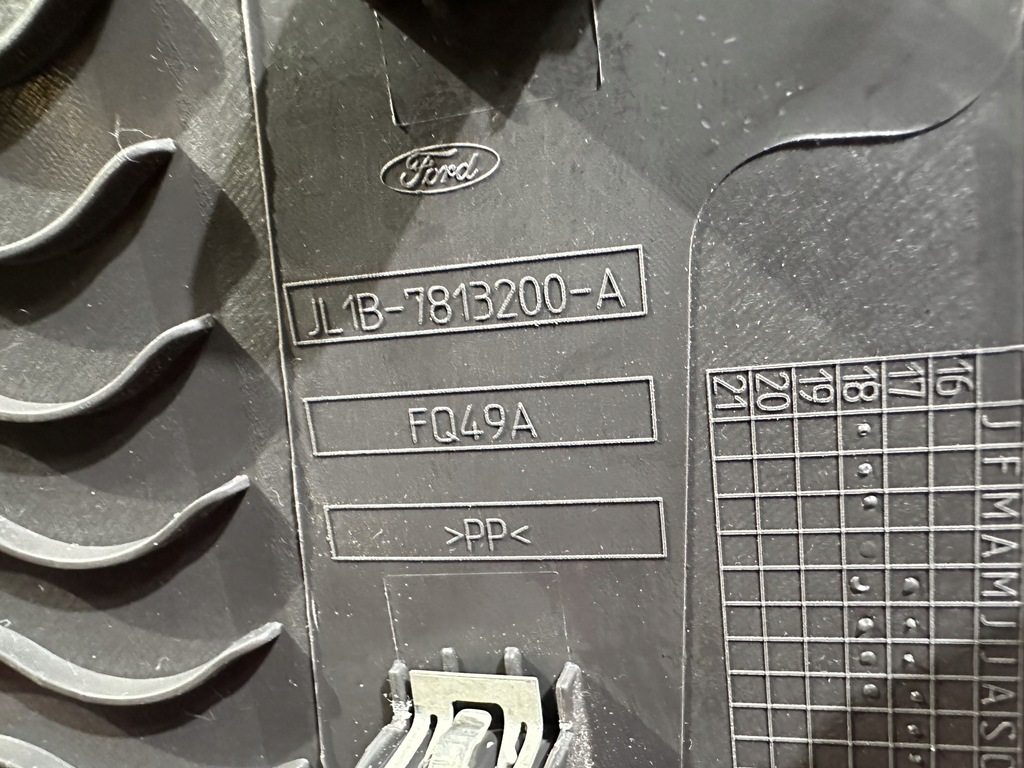 Ford
JL1B-7813200-A
FQ49A
>PP<
21 20 19 18 17 16
J
F
M
A
M
J
J
A
S
O